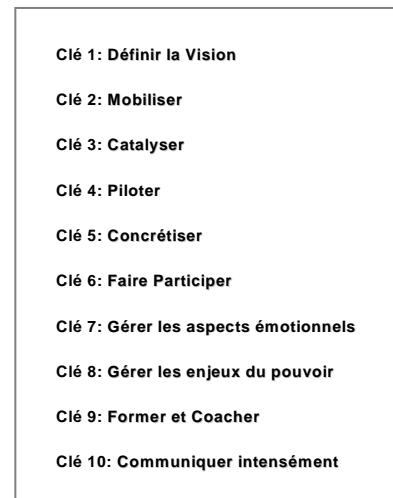 Clé 1: Définir la Vision
Clé 2: Mobiliser
Clé 3: Catalyser
Clé 4: Piloter
Clé 5: Concrétiser
Clé 6: Faire Participer
Clé 7: Gérer les aspects émotionnels
Clé 8: Gérer les enjeux du pouvoir
Clé 9: Former et Coacher
Clé 10: Communiquer intensément